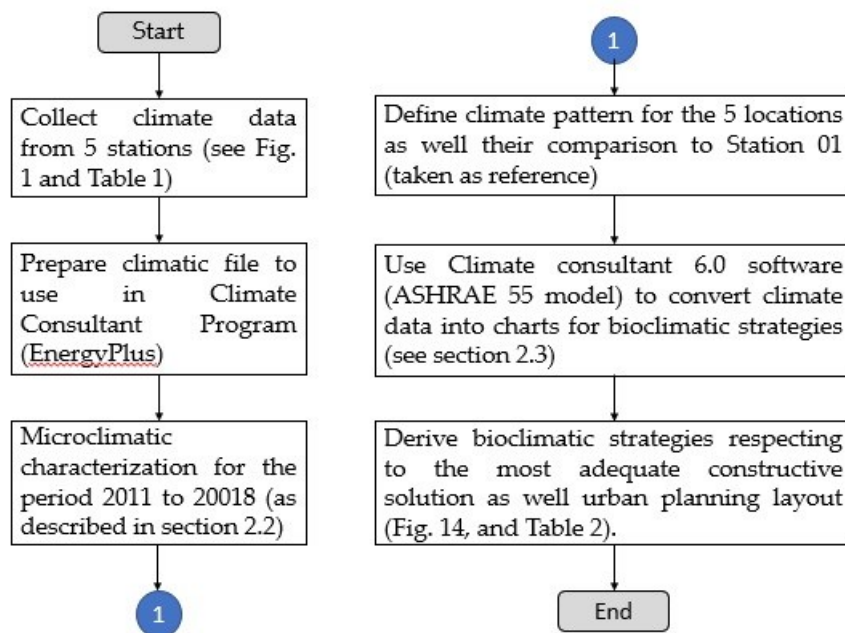 Start
Collect climate data
from 5 stations (see Fig.
1 and Table 1)
Prepare climatic file to
use in Climate
Consultant Program
(EnergyPlus)
Microclimatic
characterization for the
period 2011 to 20018 (as
described in section 2.2)
1
1
Define climate pattern for the 5 locations
as well their comparison to Station 01
(taken as reference)
Use Climate consultant 6.0 software
(ASHRAE 55 model) to convert climate
data into charts for bioclimatic strategies
(see section 2.3)
Derive bioclimatic strategies respecting
to the most adequate constructive
solution as well urban planning layout
(Fig. 14, and Table 2).
End